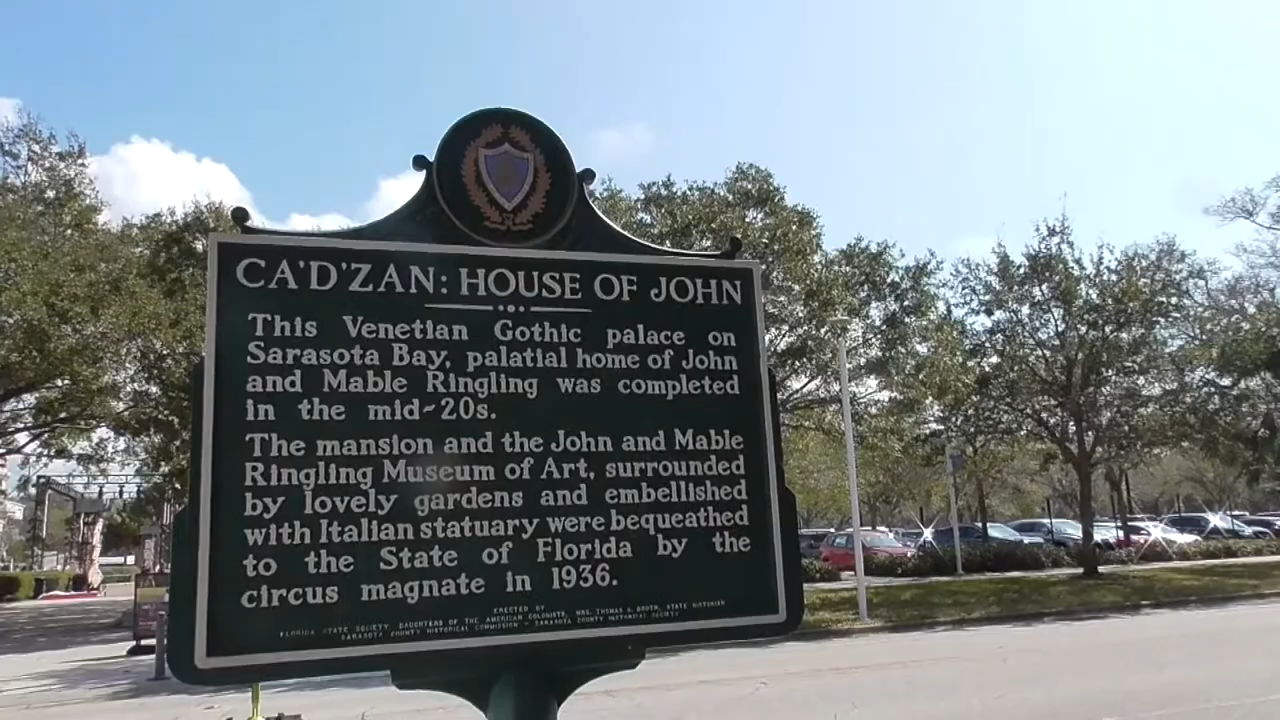 CA'D'ZAN: HOUSE OF JOHN
This Venetian Gothic palace on
Sarasota Bay, palatial home of John
and Mable Ringling was completed
in the mid~20s.
The mansion and the John and Mable
Ringling Museum of Art, surrounded
by lovely gardens and embellished
with Italian statuary were bequeathed
to the State of Florida by the
circus magnate in 1936.
ERECTED BY
FLORIDA STATE SOCIETY, DAUGHTERS OF THE AMERICAN COLONISTS, MRS. THOMAS S. BOOTH, STATE HISTORIAN
SARASOTA COUNTY HISTORICAL COMMISSION - SARASOTA COUNTY HISTORICAL SOCIETY